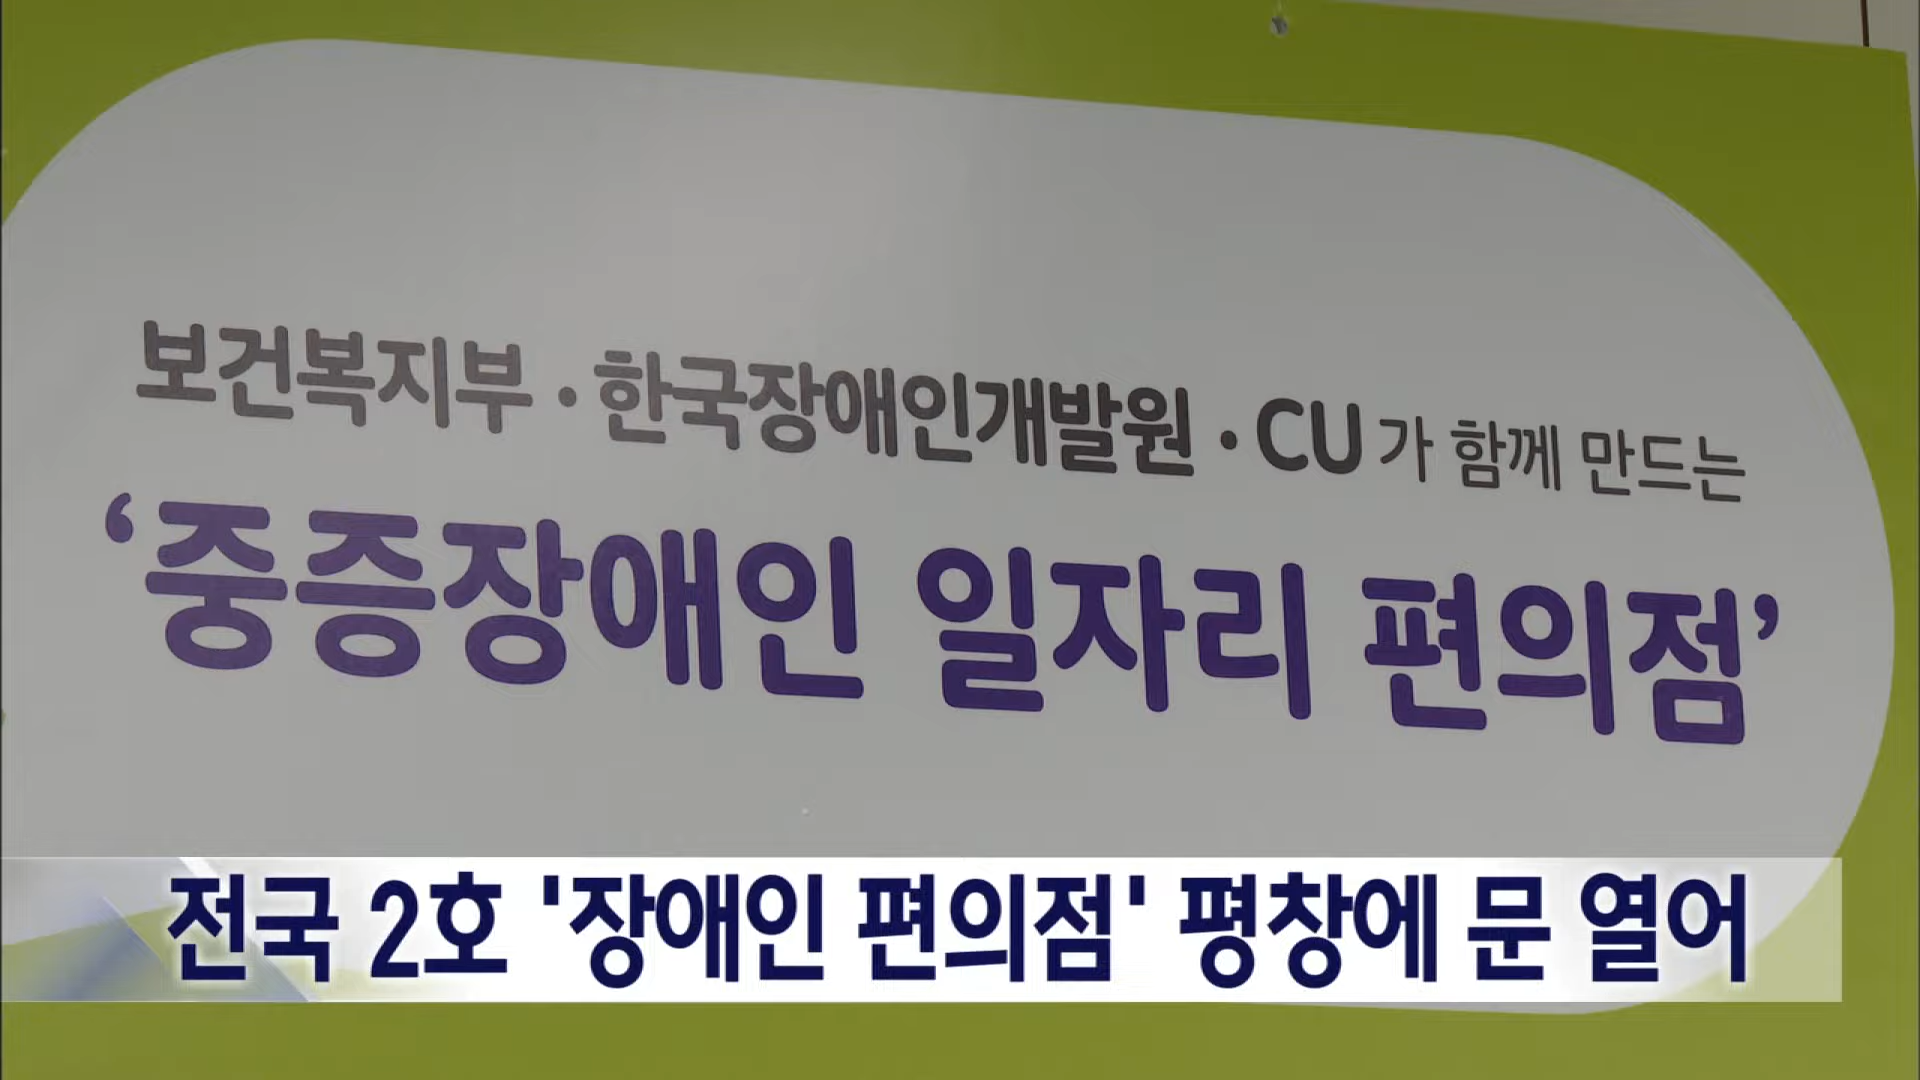 보건복지부·한국장애인개발원·CU가 함께 만드는
‘중증장애인 일자리 편의점’
전국 2호 '장애인 편의점' 평창에 문 열어